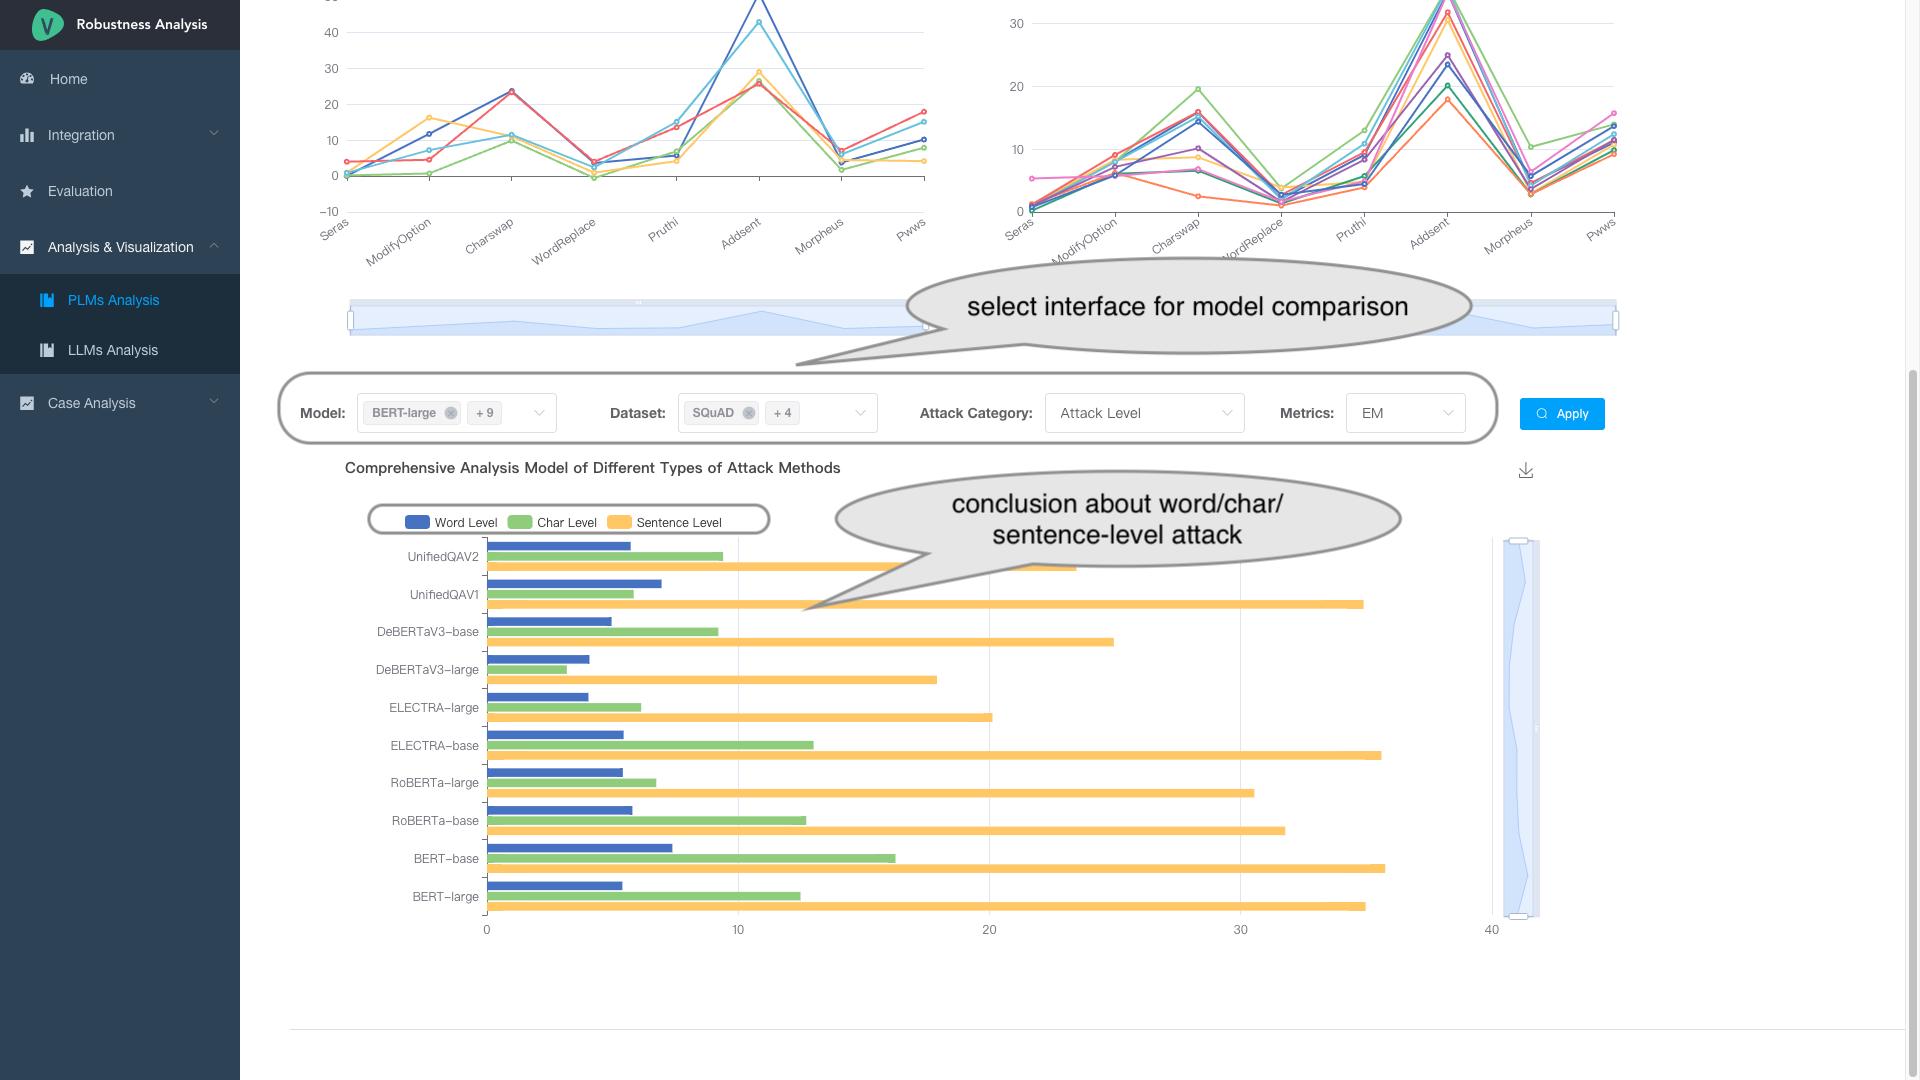 Robustness Analysis
Home
Integration
Evaluation
Analysis & Visualization
PLMs Analysis
LLMs Analysis
Case Analysis
40
30
20
10
0
−10
Seras
ModifyOption
Charswap
WordReplace
Pruthi
Addsent
Morpheus
Pwws
30
20
10
0
Seras
ModifyOption
Charswap
Pruthi
Addsent
Morpheus
Pwws
select interface for model comparison
Model: BERT-large + 9 Dataset: SQuAD + 4 Attack Category: Attack Level Metrics: EM Apply
Comprehensive Analysis Model of Different Types of Attack Methods
conclusion about word/char/
sentence-level attack
Word Level Char Level Sentence Level
UnifiedQAV2
UnifiedQAV1
DeBERTaV3-base
DeBERTaV3-large
ELECTRA-large
ELECTRA-base
RoBERTa-large
RoBERTa-base
BERT-base
BERT-large
0 10 20 30 40